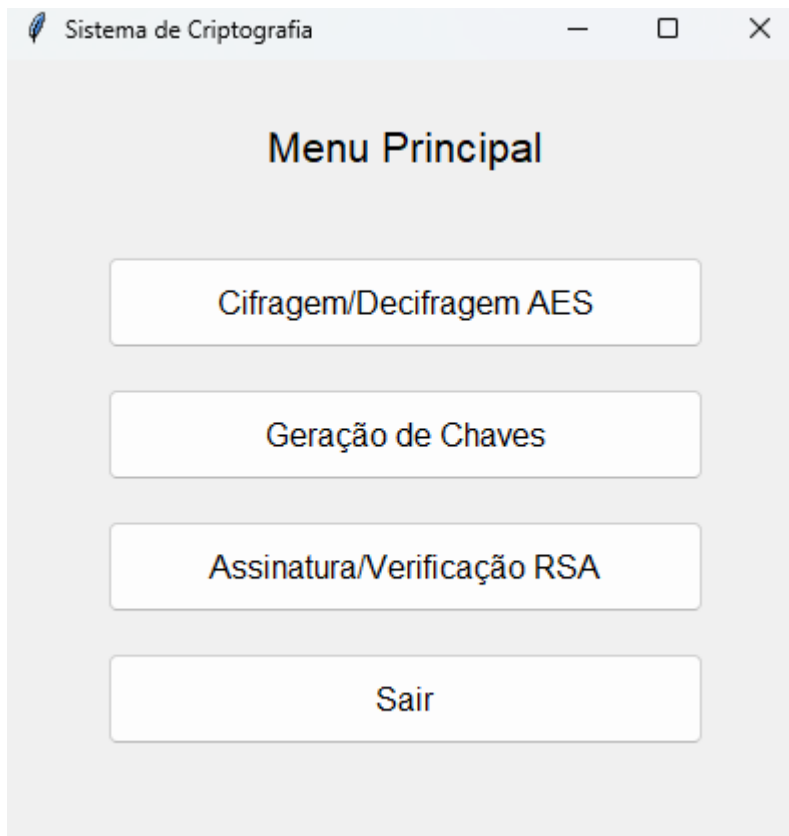 Sistema de Criptografia
Menu Principal
Cifragem/Decifragem AES
Geração de Chaves
Assinatura/Verificação RSA
Sair